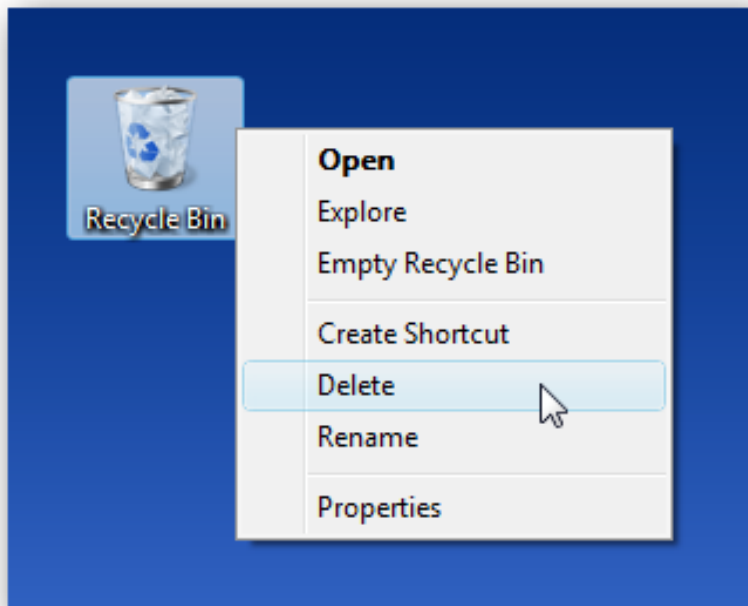 Recycle Bin
Open
Explore
Empty Recycle Bin
Create Shortcut
Delete
Rename
Properties